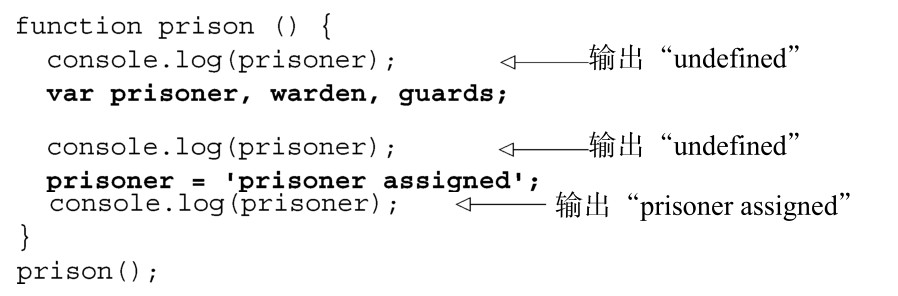 function prison () {
console.log(prisoner); 输出“undefined”
var prisoner, warden, guards;
console.log(prisoner); 输出“undefined”
prisoner = 'prisoner assigned';
console.log(prisoner); 输出“prisoner assigned”
}
prison();